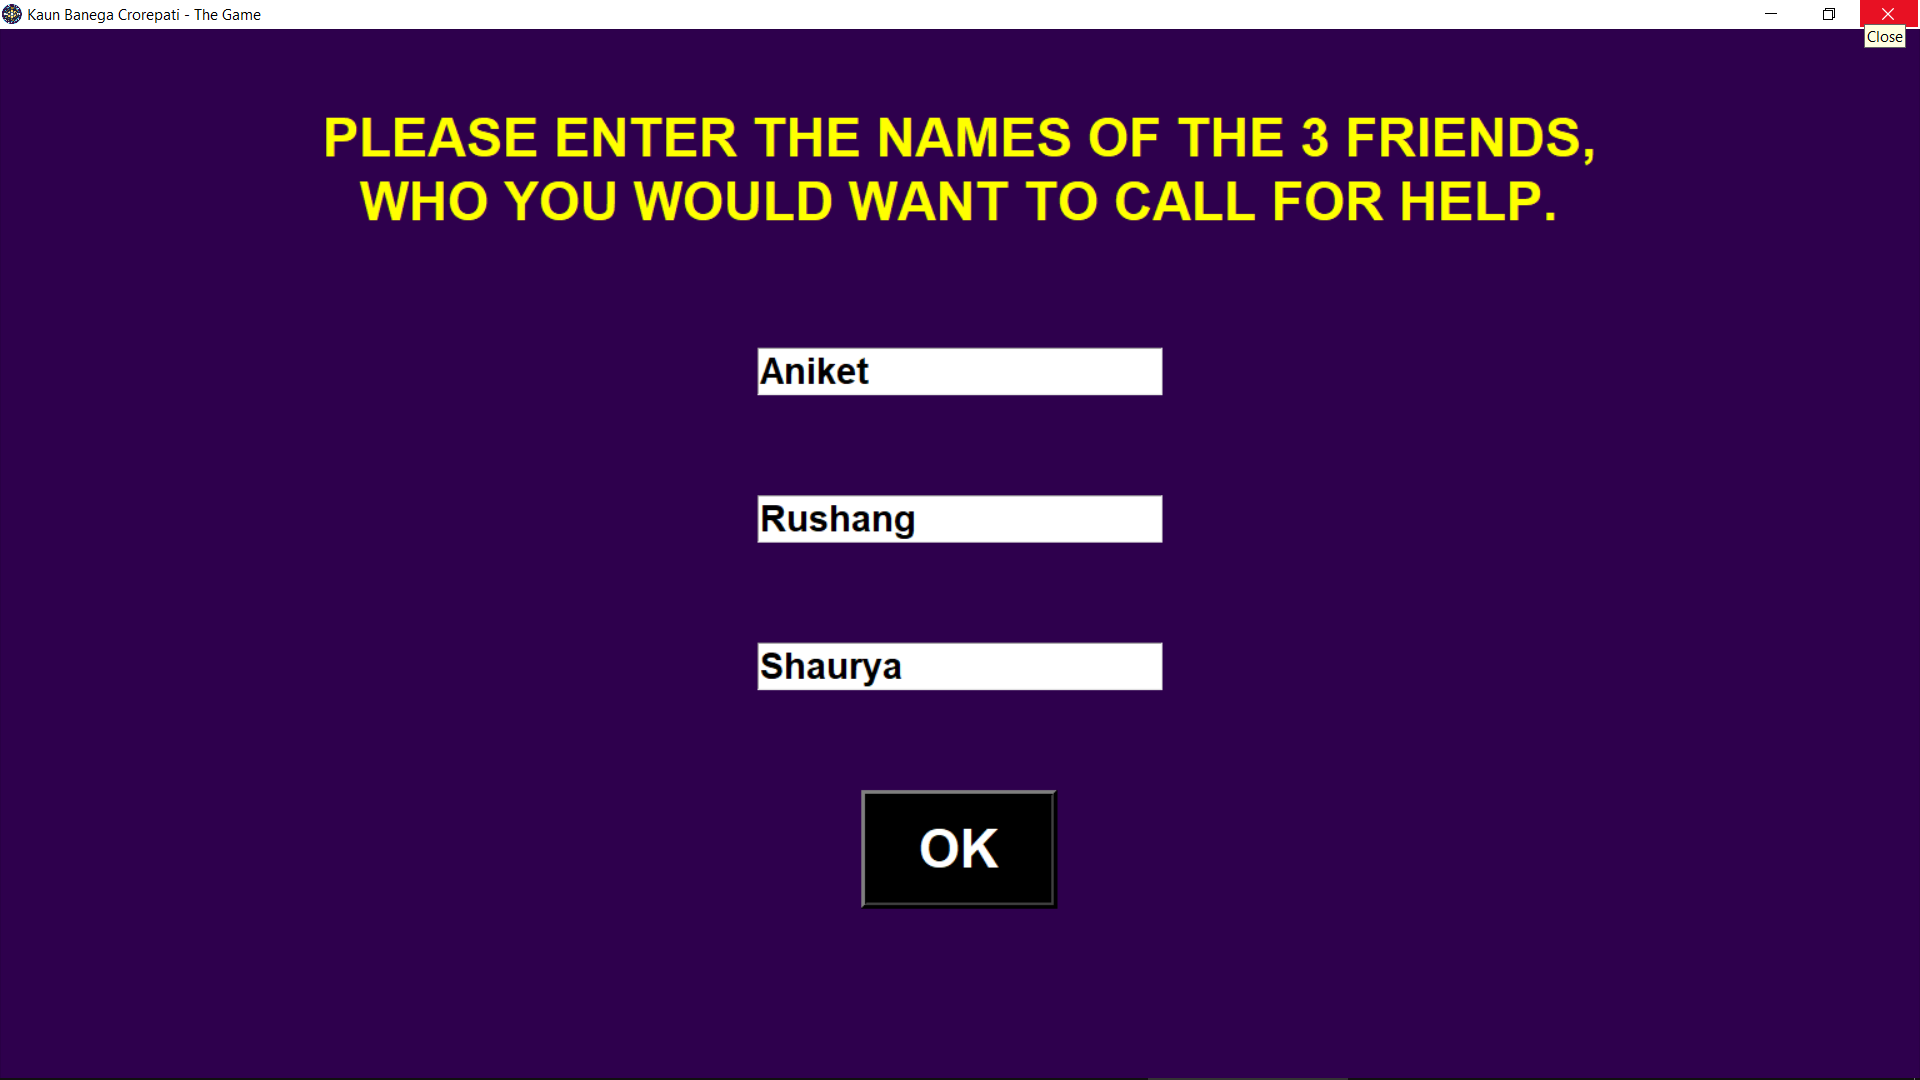 Kaun Banega Crorepati - The Game
Close
PLEASE ENTER THE NAMES OF THE 3 FRIENDS,
WHO YOU WOULD WANT TO CALL FOR HELP.
Aniket
Rushang
Shaurya
OK